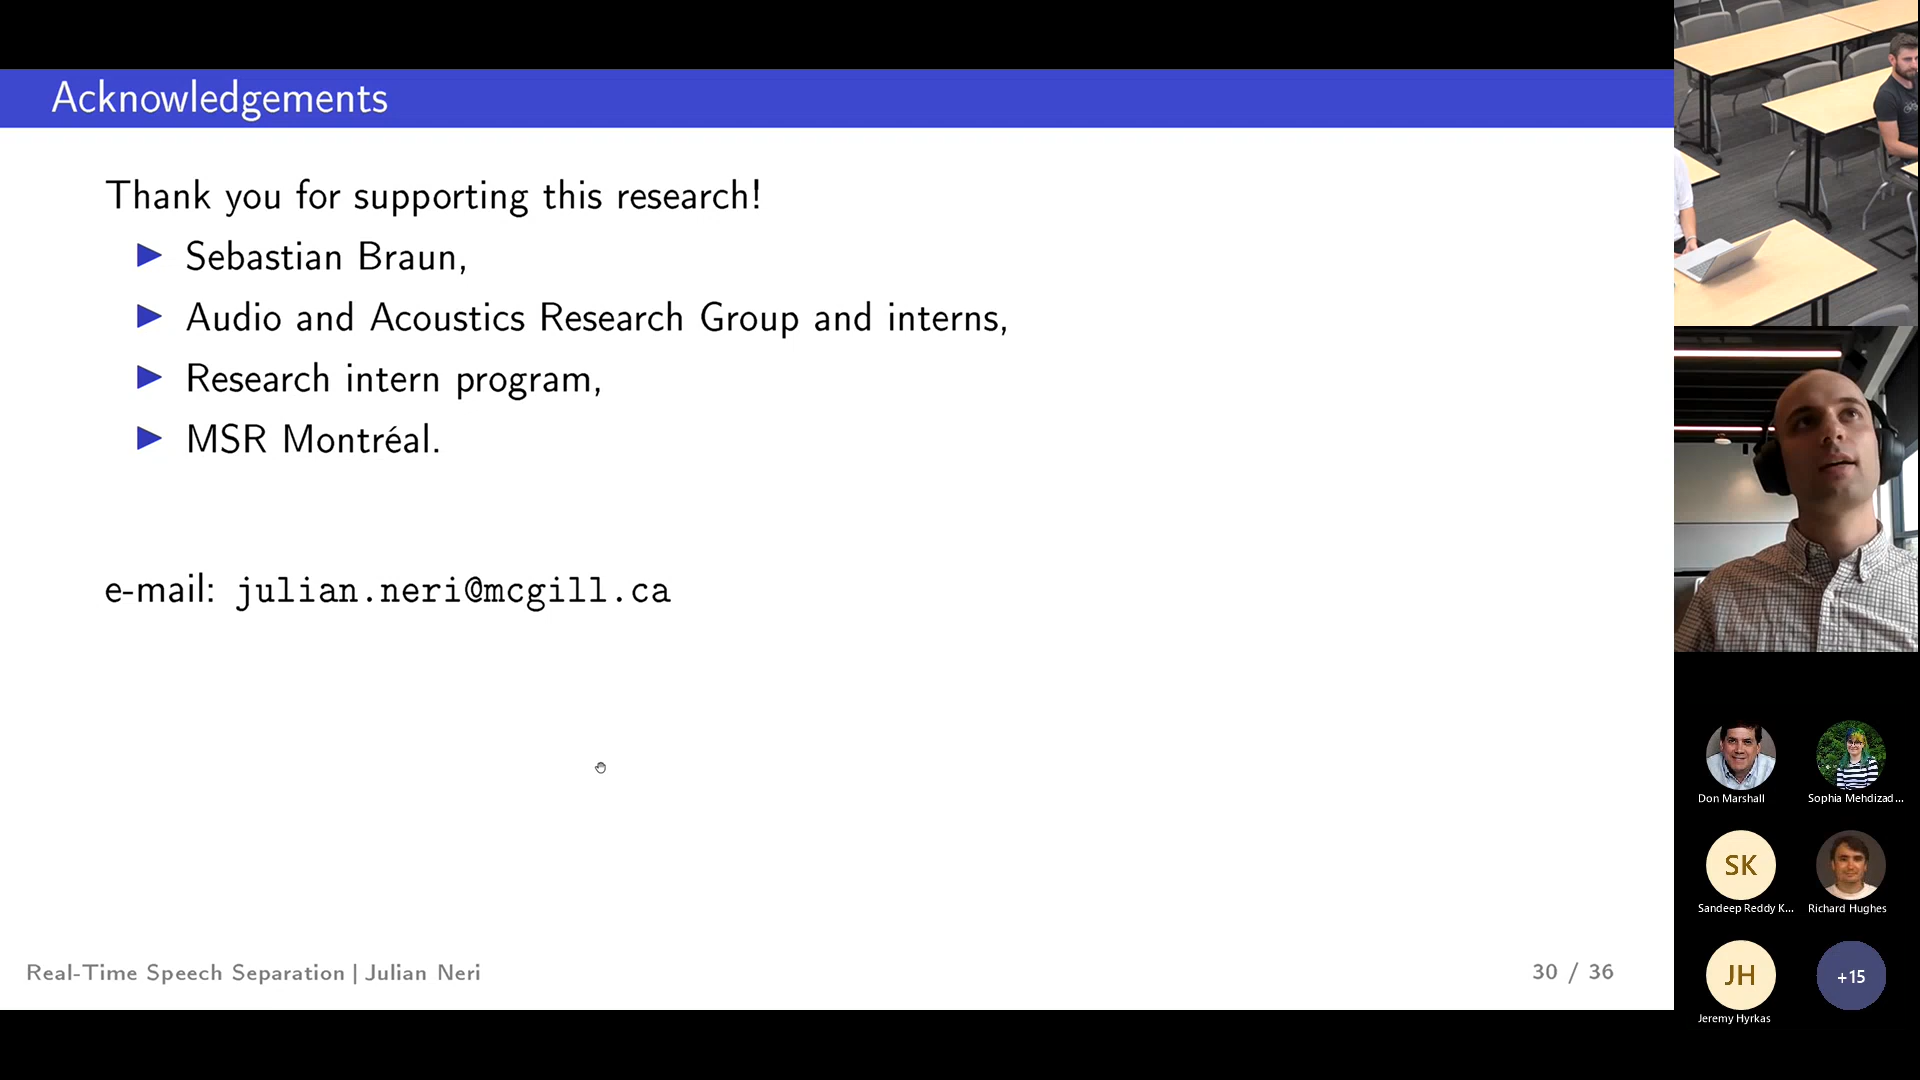 Acknowledgements
Thank you for supporting this research!
Sebastian Braun,
Audio and Acoustics Research Group and interns,
Research intern program,
MSR Montréal.
e-mail: julian.neri@mcgill.ca
Real-Time Speech Separation | Julian Neri
30 / 36
Don Marshall
Sophia Mehdizad...
SK
Sandeep Reddy K...
Richard Hughes
JH
Jeremy Hyrkas
+15